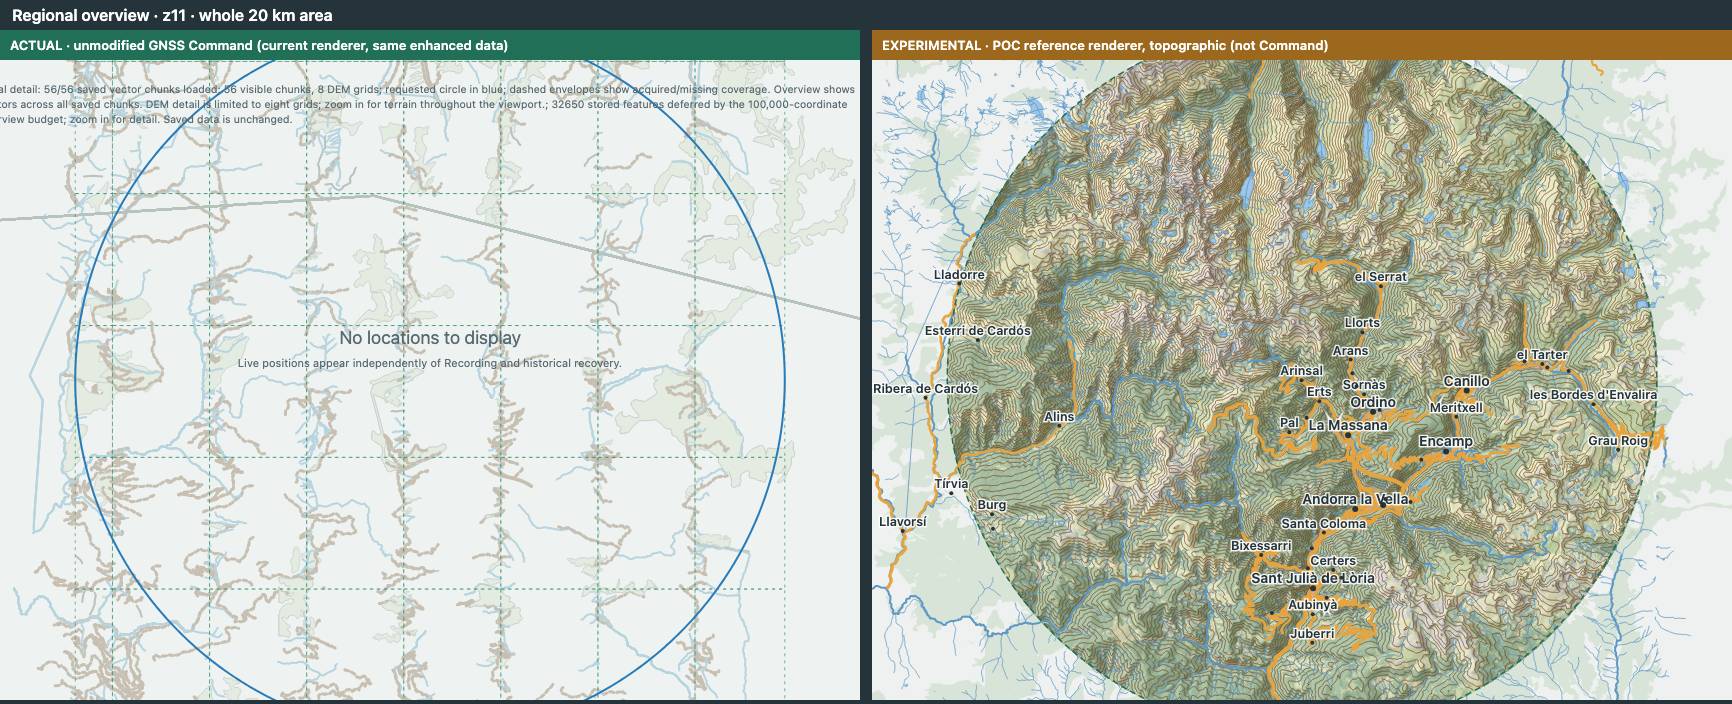 Regional overview · z11 · whole 20 km area
ACTUAL · unmodified GNSS Command (current renderer, same enhanced data)
al detail: 56/56 saved vector chunks loaded: 56 visible chunks, 8 DEM grids; requested circle in blue; dashed envelopes show acquired/missing coverage. Overview shows
tors across all saved chunks. DEM detail is limited to eight grids; zoom in for terrain throughout the viewport.; 32650 stored features deferred by the 100,000-coordinate
rview budget; zoom in for detail. Saved data is unchanged.
No locations to display
Live positions appear independently of Recording and historical recovery.
EXPERIMENTAL · POC reference renderer, topographic (not Command)
Lladorre
el Serrat
Esterri de Cardós
Llorts
Arans
el Tarter
Arinsal
Ribera de Cardós
Erts
Sornàs
Canillo
les Bordes d'Envalira
Ordino
Meritxell
Alins
Pal
La Massana
Encamp
Grau Roig
Tírvia
Burg
Andorra la Vella
Llavorsí
Santa Coloma
Bixessarri
Certers
Sant Julià de Lòria
Aubinyà
Juberri